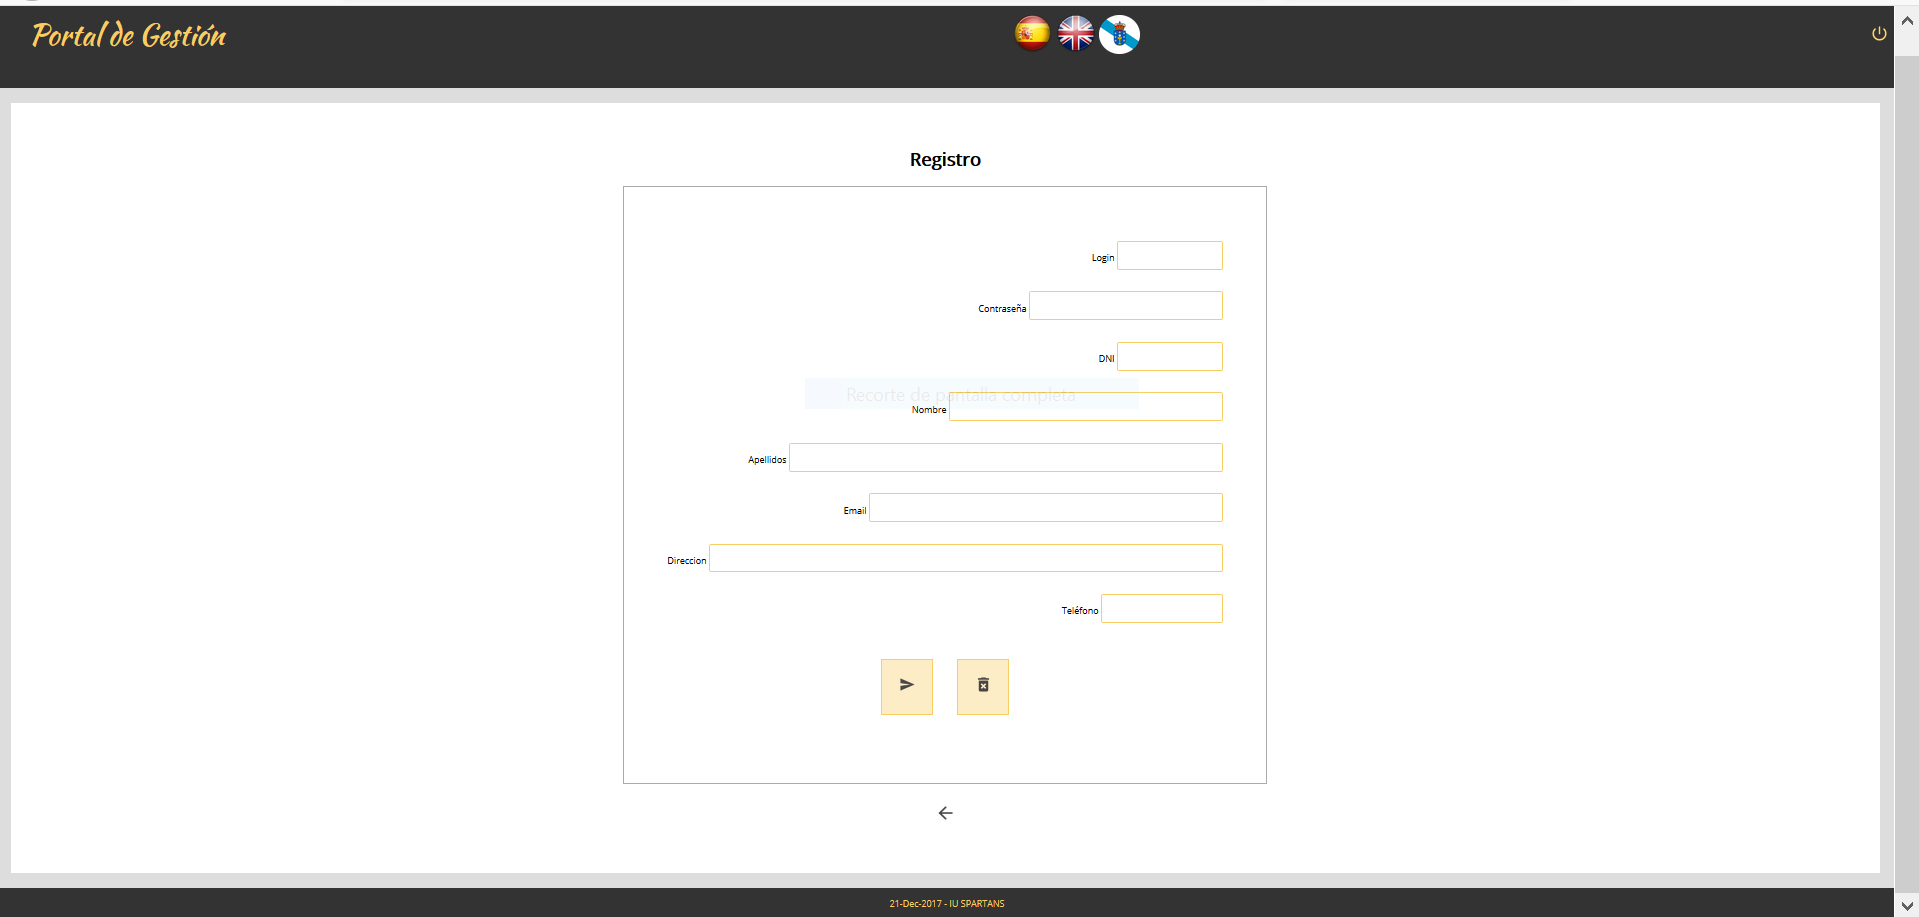 Portal de Gestión
Registro
Login
Contraseña
DNI
Recorte de pantalla completa
Nombre
Apellidos
Email
Direccion
Teléfono
21-Dec-2017 - IU SPARTANS